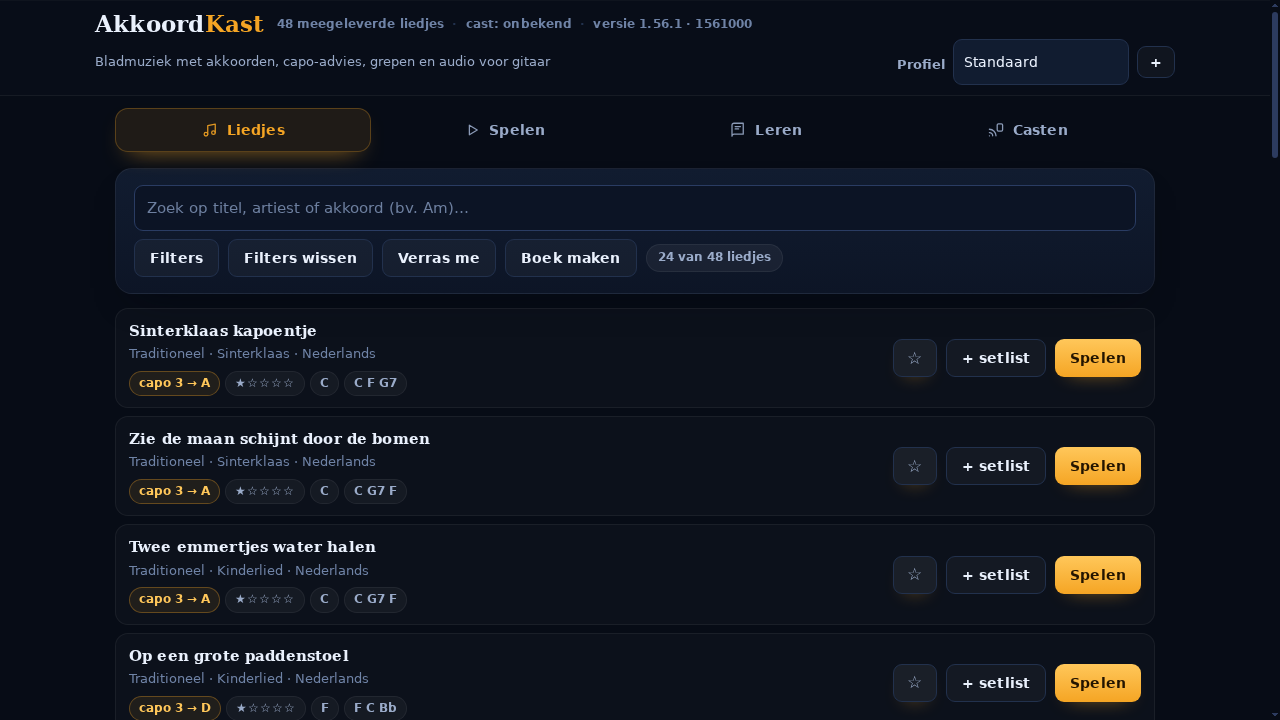 AkkoordKast 48 meegeleverde liedjes · cast: onbekend · versie 1.56.1 · 1561000
Bladmuziek met akkoorden, capo-advies, grepen en audio voor gitaar
Profiel Standaard +
Liedjes Spelen Leren Casten
Zoek op titel, artiest of akkoord (bv. Am)...
Filters Filters wissen Verras me Boek maken 24 van 48 liedjes
Sinterklaas kapoentje
Traditioneel · Sinterklaas · Nederlands
capo 3 → A ★☆☆☆☆ C C F G7
☆ + setlist Spelen
Zie de maan schijnt door de bomen
Traditioneel · Sinterklaas · Nederlands
capo 3 → A ★☆☆☆☆ C C G7 F
☆ + setlist Spelen
Twee emmertjes water halen
Traditioneel · Kinderlied · Nederlands
capo 3 → A ★☆☆☆☆ C C G7 F
☆ + setlist Spelen
Op een grote paddenstoel
Traditioneel · Kinderlied · Nederlands
capo 3 → D ★☆☆☆☆ F F C Bb
☆ + setlist Spelen